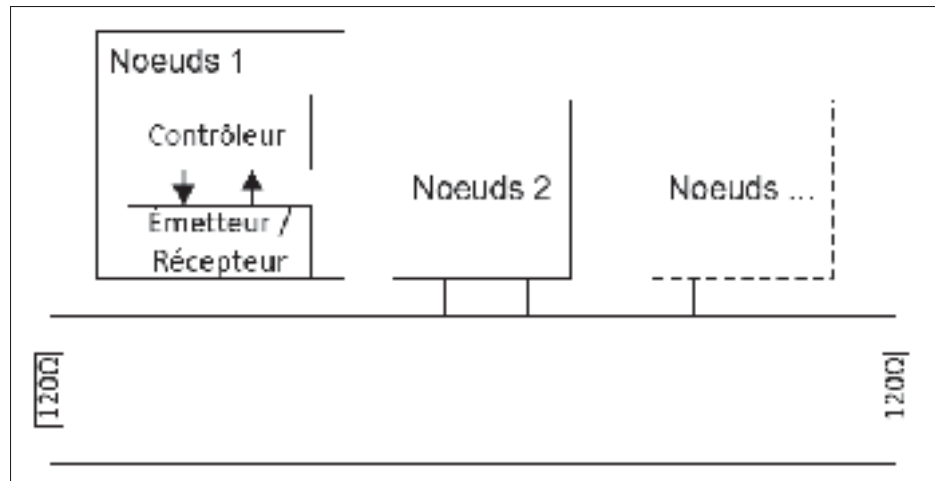 Noeuds 1
Contrôleur
Émetteur /
Récepteur
Noeuds 2
Noeuds ...
120Ω
120Ω